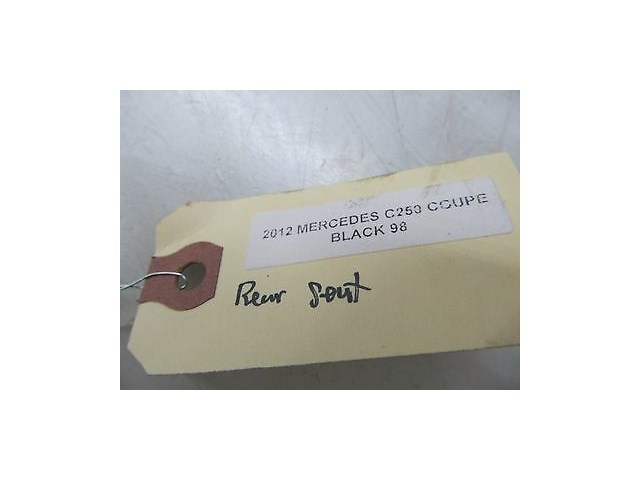 2012 MERCEDES C250 COUPE
BLACK 98
Rear Seat